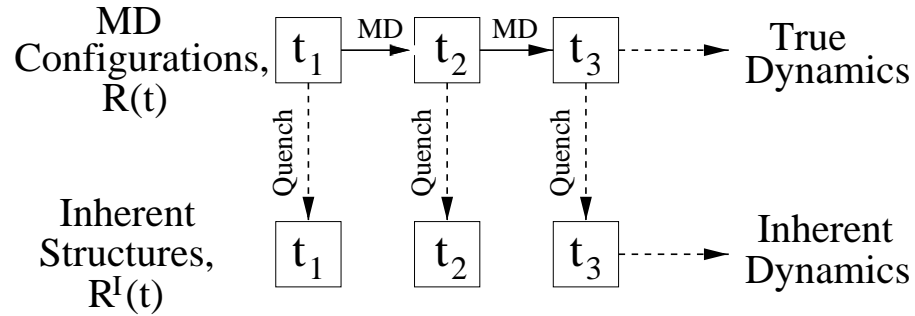 MD
Configurations,
R(t)
t₁
MD
t₂
MD
t₃
True
Dynamics
Quench
Quench
Quench
Inherent
Structures,
Rᴵ(t)
t₁
t₂
t₃
Inherent
Dynamics